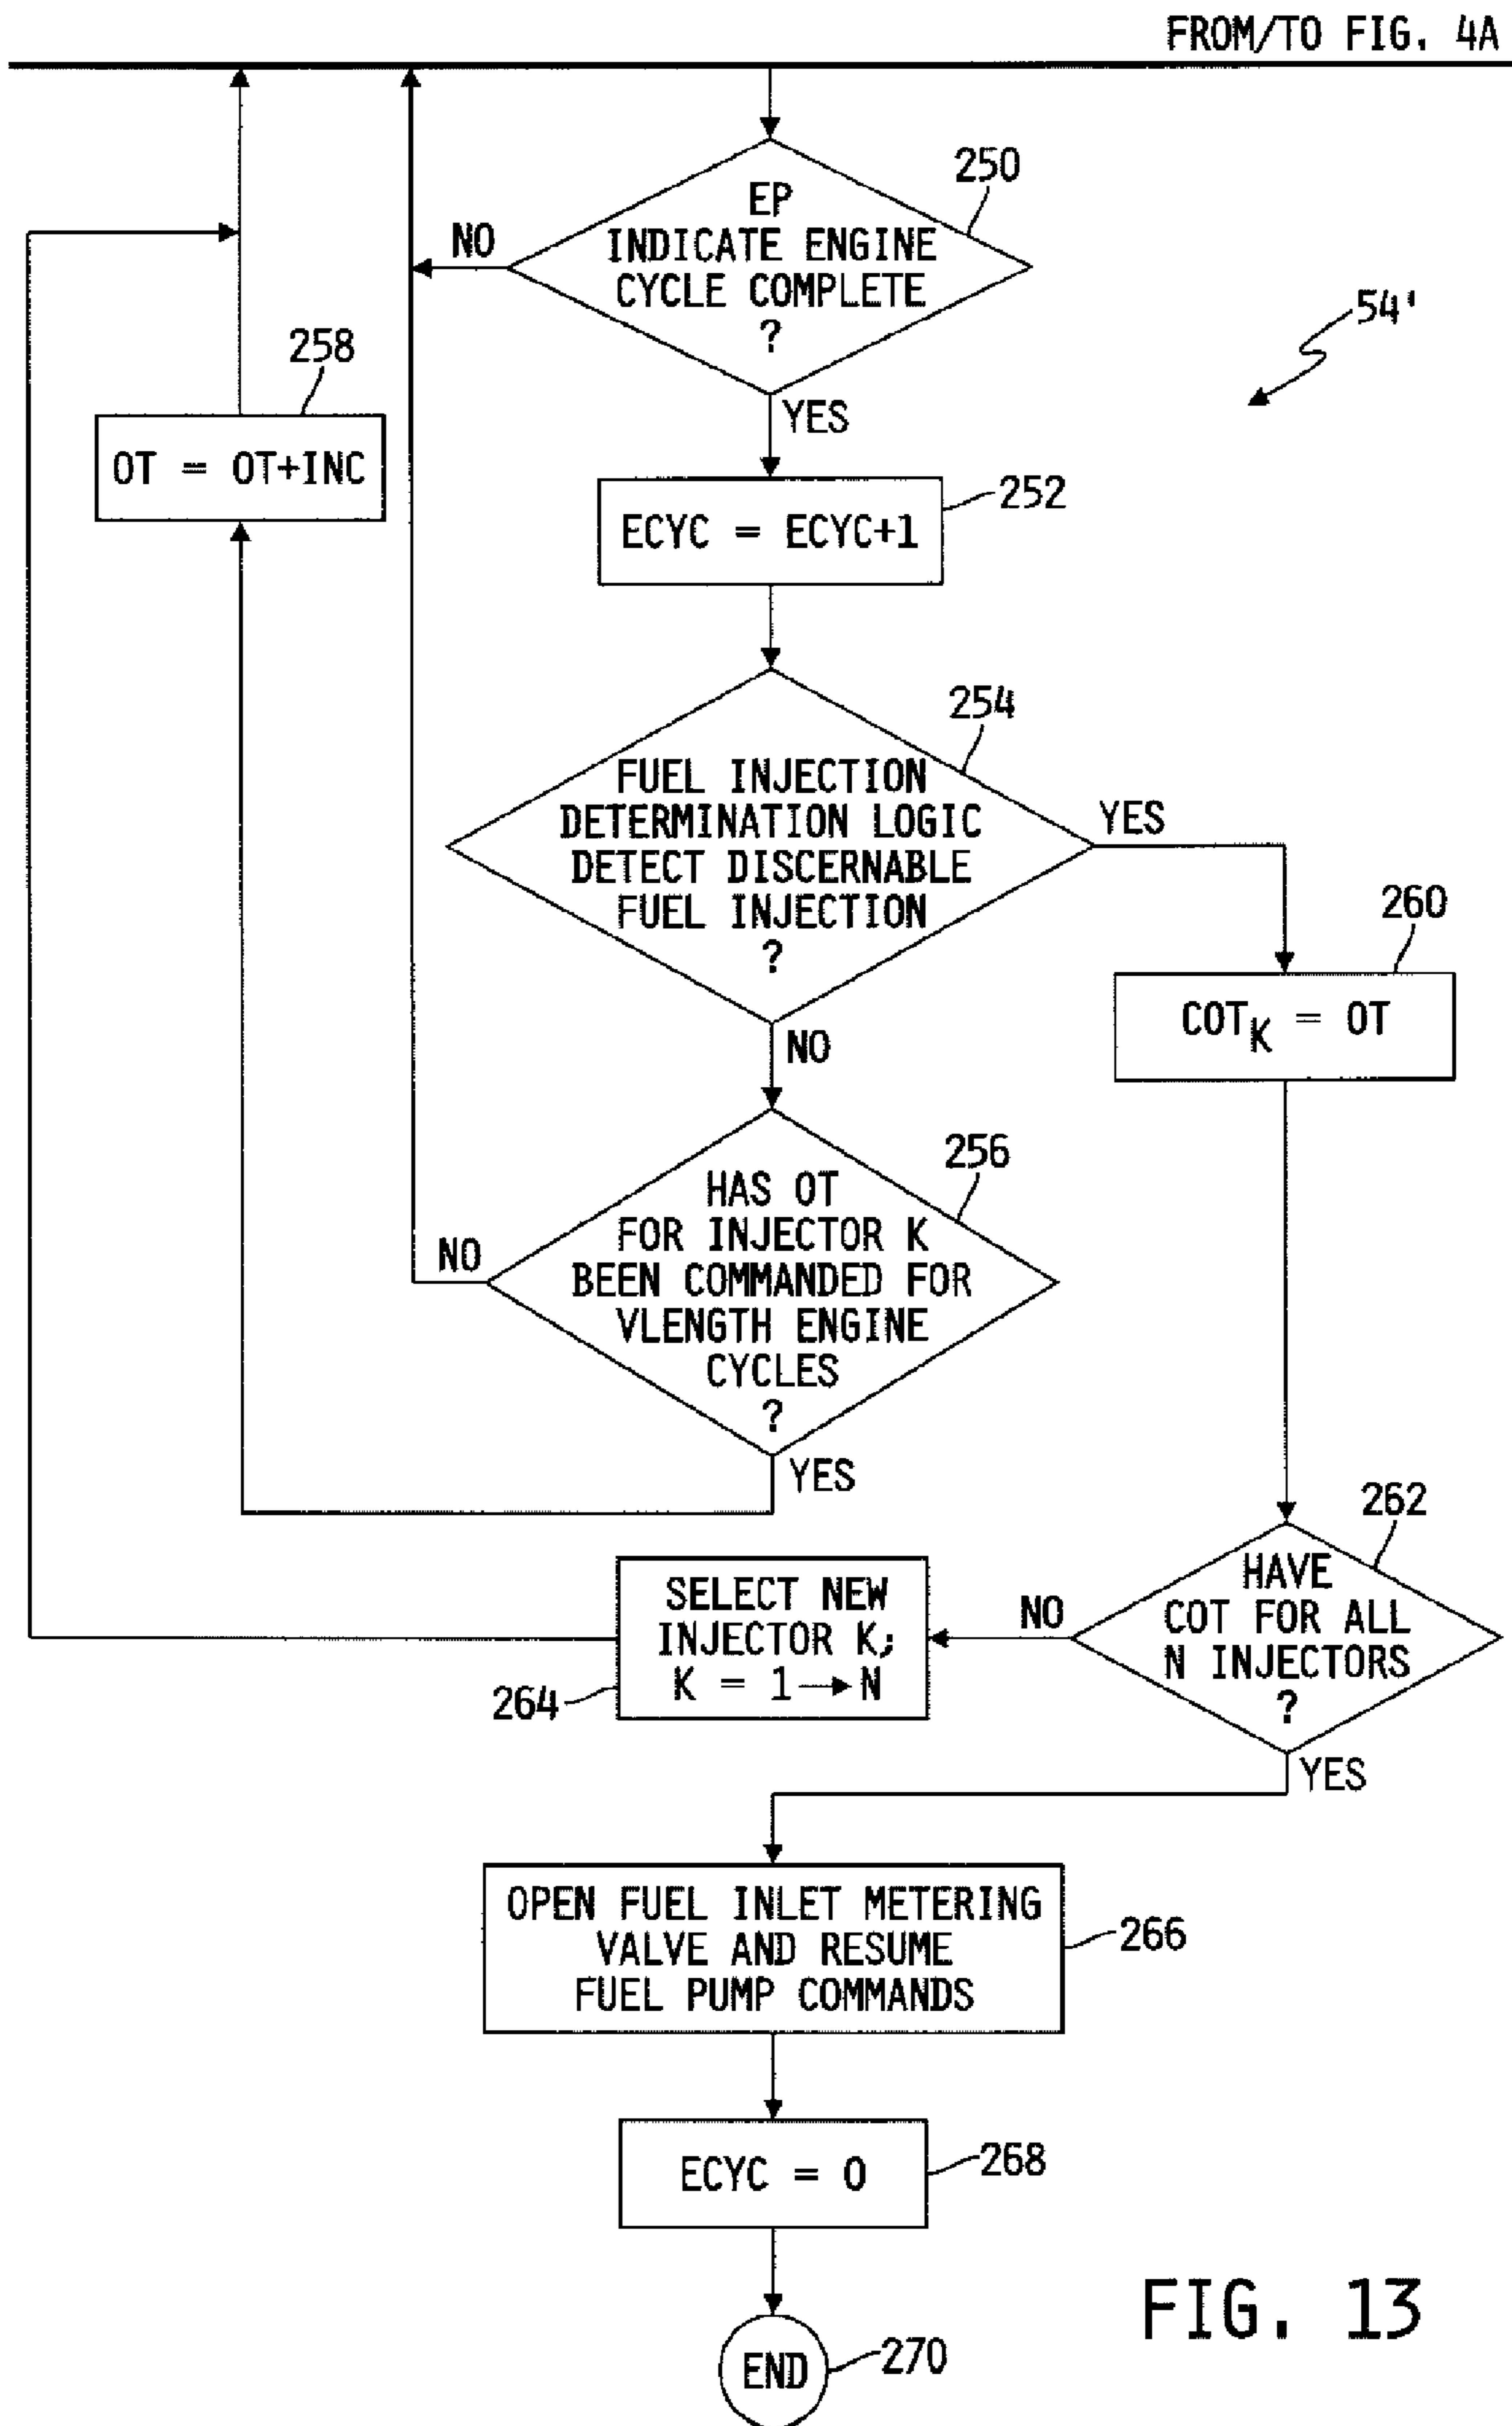 FROM/TO FIG. 4A
250
EP
INDICATE ENGINE
CYCLE COMPLETE
?
NO
YES
54'
258
OT = OT+INC
252
ECYC = ECYC+1
254
FUEL INJECTION
DETERMINATION LOGIC
DETECT DISCERNABLE
FUEL INJECTION
?
YES
NO
260
COTK = OT
256
HAS OT
FOR INJECTOR K
BEEN COMMANDED FOR
VLENGTH ENGINE
CYCLES
?
NO
YES
262
HAVE
COT FOR ALL
N INJECTORS
?
NO
YES
SELECT NEW
INJECTOR K;
K = 1→N
264
OPEN FUEL INLET METERING
VALVE AND RESUME
FUEL PUMP COMMANDS
266
ECYC = 0
268
END
270
FIG. 13